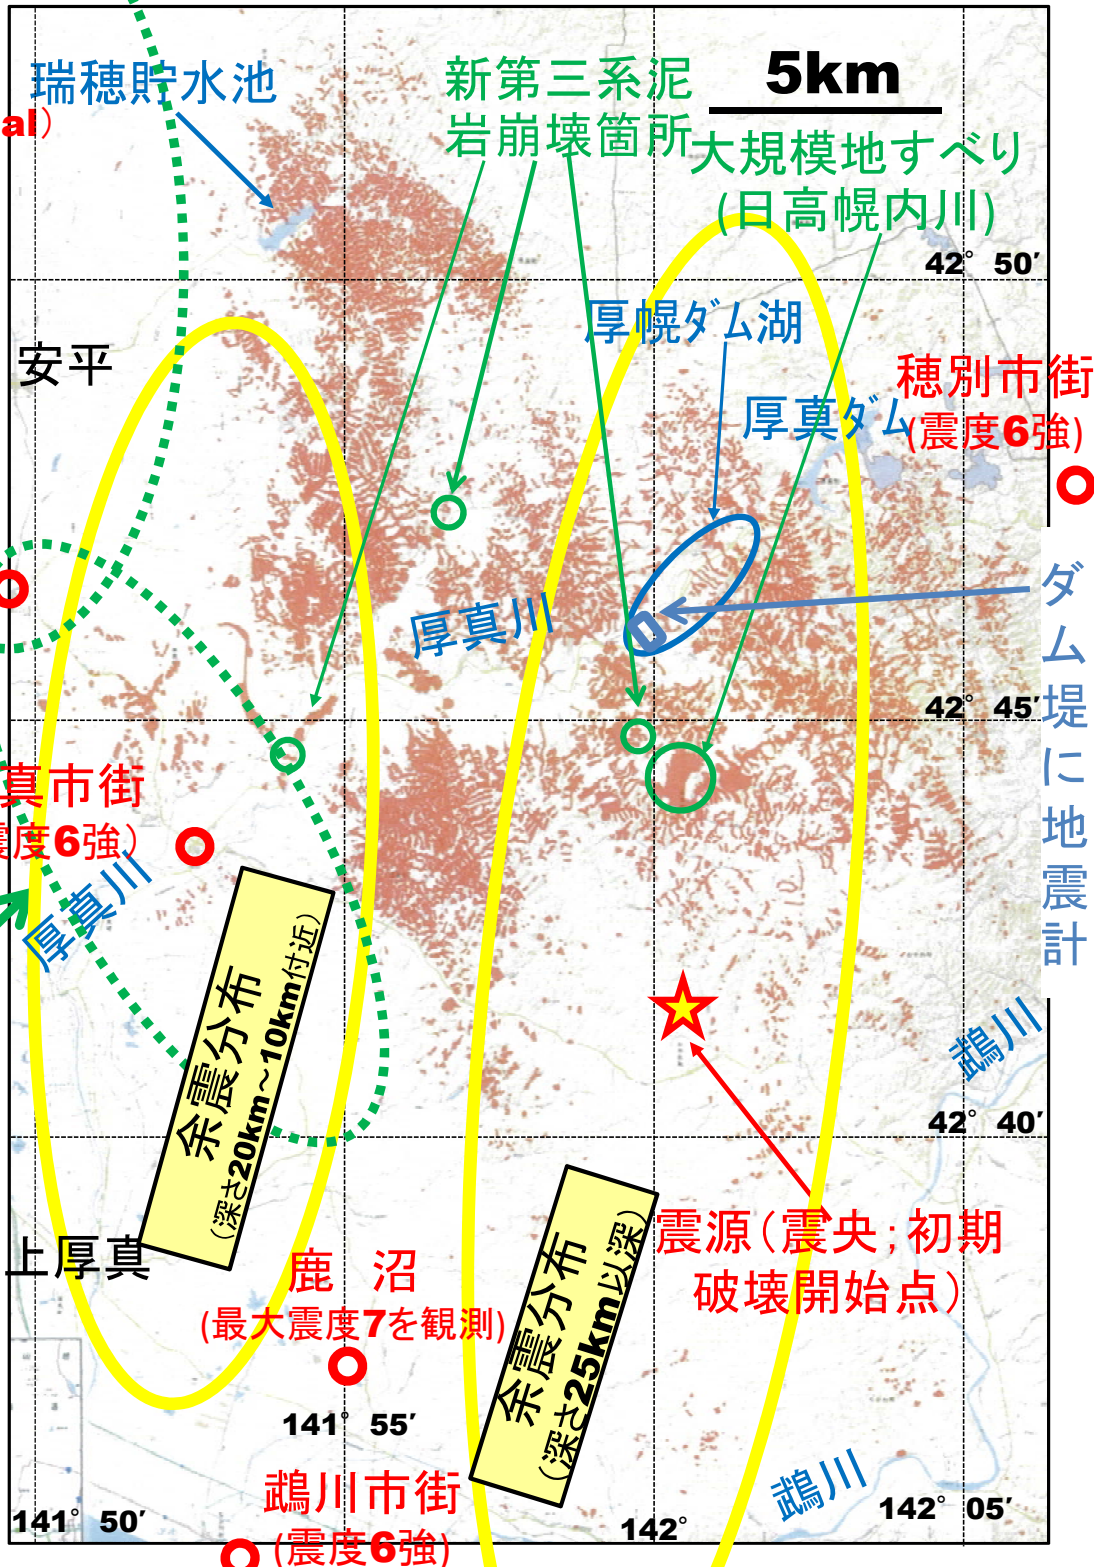 瑞穂貯水池
al）
新第三系泥
岩崩壊箇所
5km
大規模地すべり
(日高幌内川)
42° 50′
安平
厚幌ダム湖
穂別市街
(震度6強)
厚真ダム
厚真川
ダム堤に地震計
42° 45′
真市街
震度6強）
厚真川
余震分布
（深さ20km～10km付近）
鵡川
42° 40′
上厚真
鹿 沼
(最大震度7を観測)
余震分布
（深さ25km以深）
震源（震央；初期
破壊開始点）
141° 55′
鵡川市街
(震度6強)
鵡川
141° 50′
142°
142° 05′